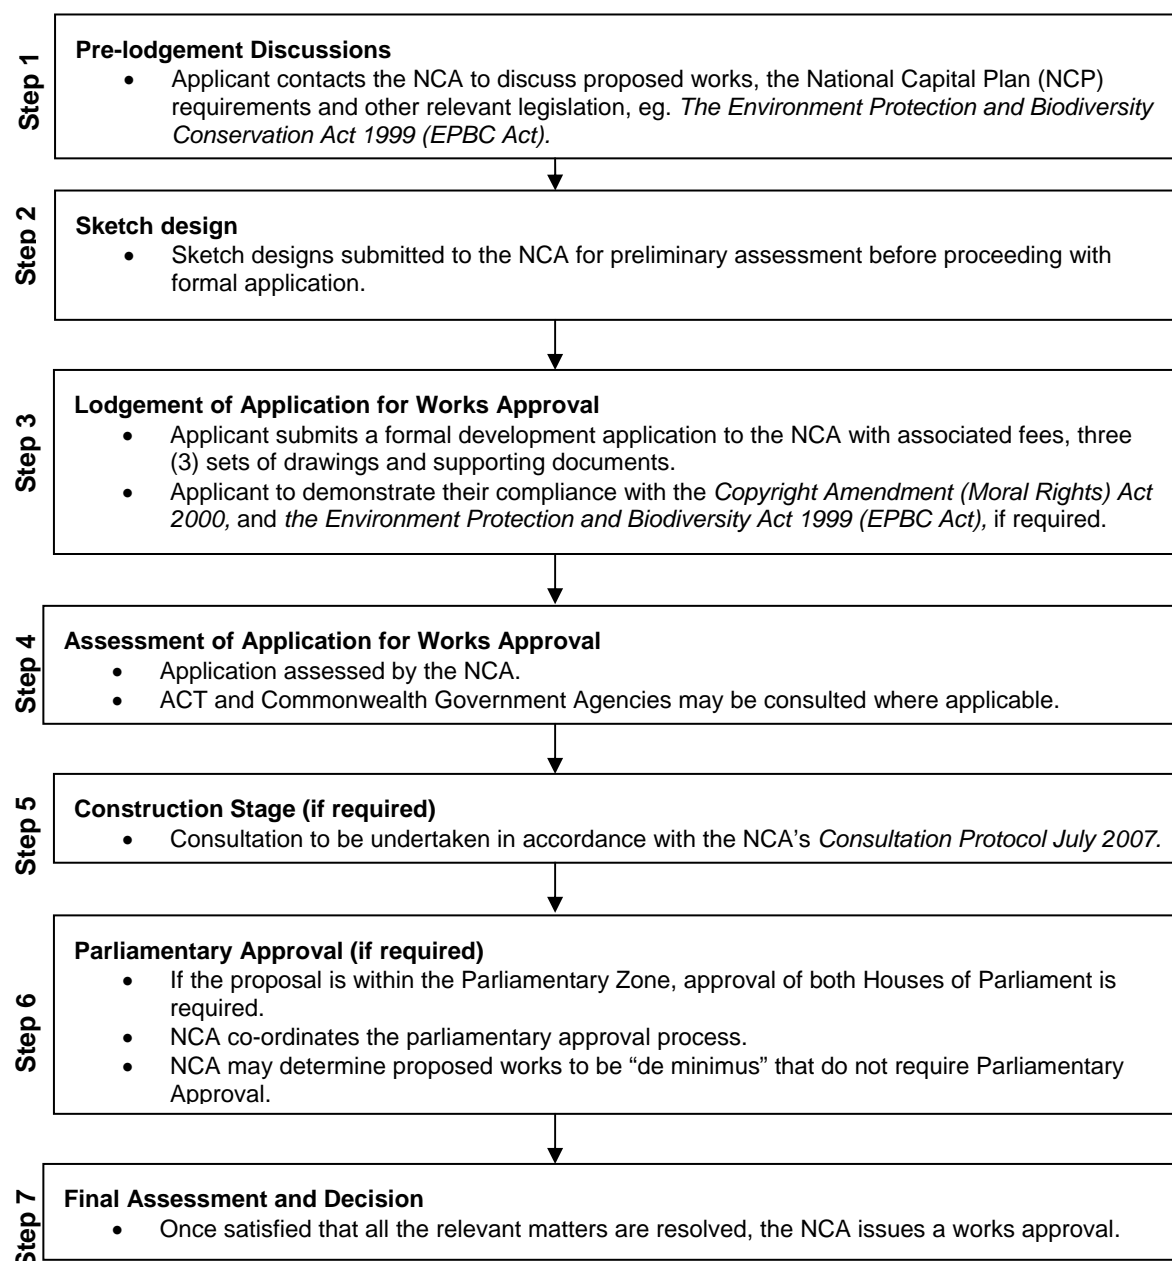 Step 1
Pre-lodgement Discussions
• Applicant contacts the NCA to discuss proposed works, the National Capital Plan (NCP)
requirements and other relevant legislation, eg. The Environment Protection and Biodiversity
Conservation Act 1999 (EPBC Act).
Step 2
Sketch design
• Sketch designs submitted to the NCA for preliminary assessment before proceeding with
formal application.
Step 3
Lodgement of Application for Works Approval
• Applicant submits a formal development application to the NCA with associated fees, three
(3) sets of drawings and supporting documents.
• Applicant to demonstrate their compliance with the Copyright Amendment (Moral Rights) Act
2000, and the Environment Protection and Biodiversity Act 1999 (EPBC Act), if required.
Step 4
Assessment of Application for Works Approval
• Application assessed by the NCA.
• ACT and Commonwealth Government Agencies may be consulted where applicable.
Step 5
Construction Stage (if required)
• Consultation to be undertaken in accordance with the NCA's Consultation Protocol July 2007.
Step 6
Parliamentary Approval (if required)
• If the proposal is within the Parliamentary Zone, approval of both Houses of Parliament is
required.
• NCA co-ordinates the parliamentary approval process.
• NCA may determine proposed works to be “de minimus” that do not require Parliamentary
Approval.
Step 7
Final Assessment and Decision
• Once satisfied that all the relevant matters are resolved, the NCA issues a works approval.